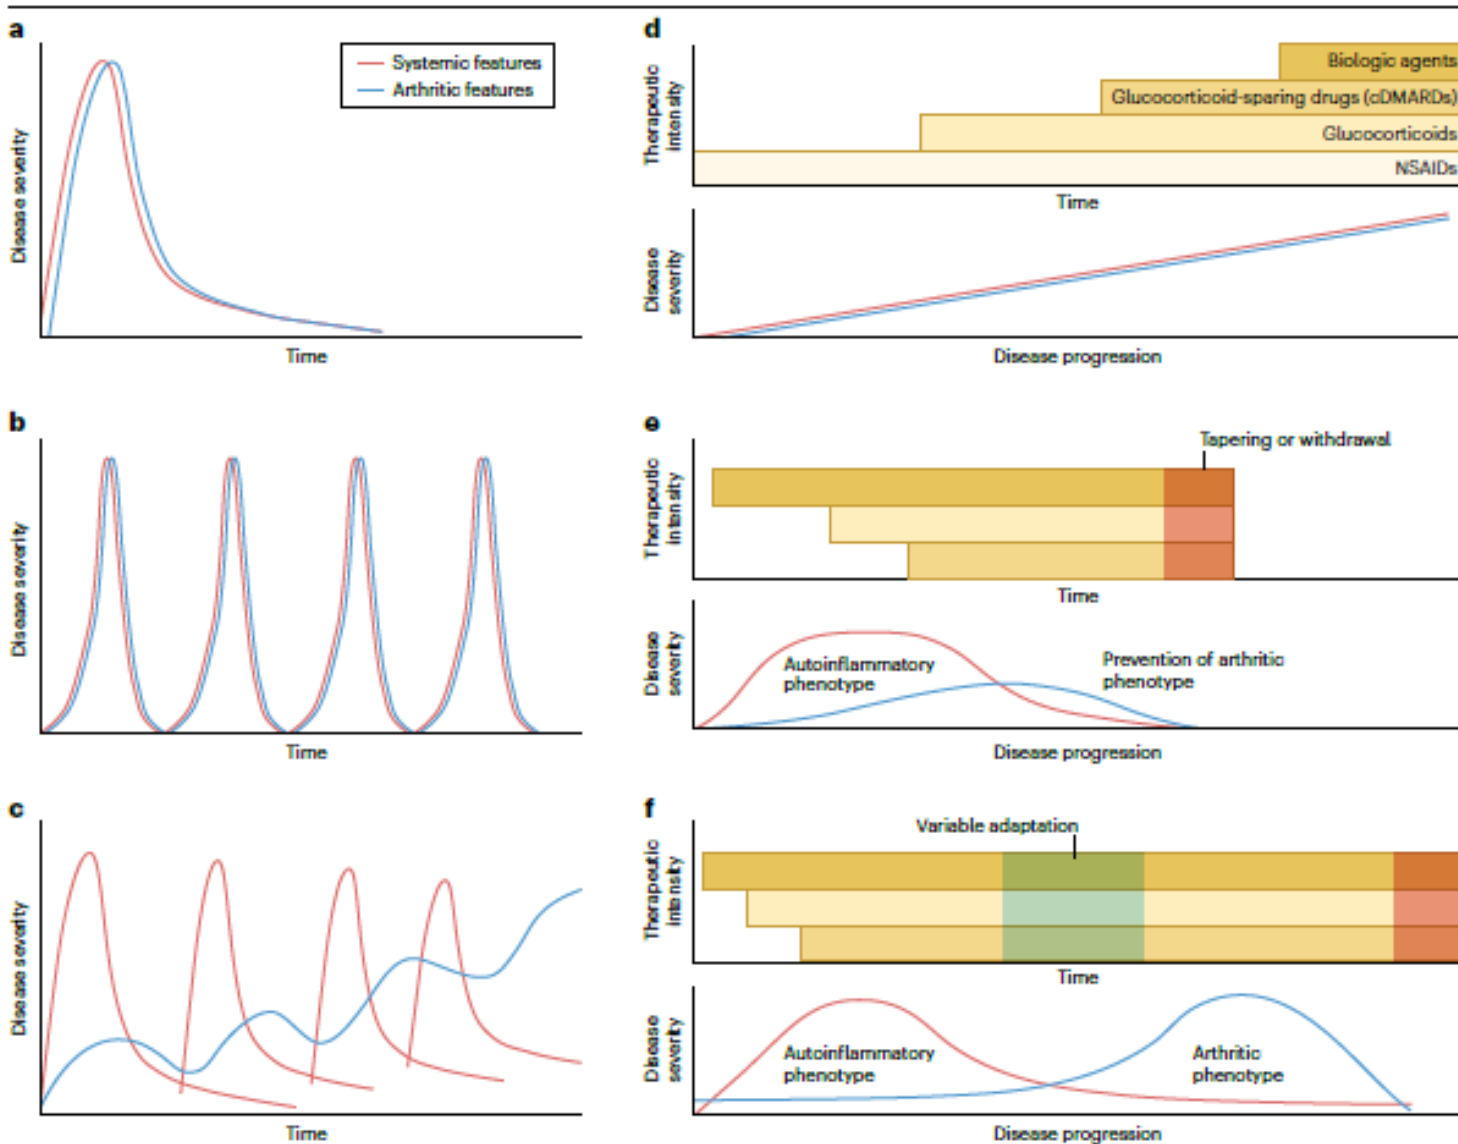 a
Systemic features
Arthritic features
Disease severity
Time
b
Disease severity
Time
c
Disease severity
Time
d
Therapeutic
intensity
Biologic agents
Glucocorticoid-sparing drugs (cDMARDs)
Glucocorticoids
NSAIDs
Time
Disease
severity
Disease progression
e
Tapering or withdrawal
Therapeutic
intensity
Time
Disease
severity
Autoinflammatory
phenotype
Prevention of arthritic
phenotype
Disease progression
f
Variable adaptation
Therapeutic
intensity
Time
Disease
severity
Autoinflammatory
phenotype
Arthritic
phenotype
Disease progression